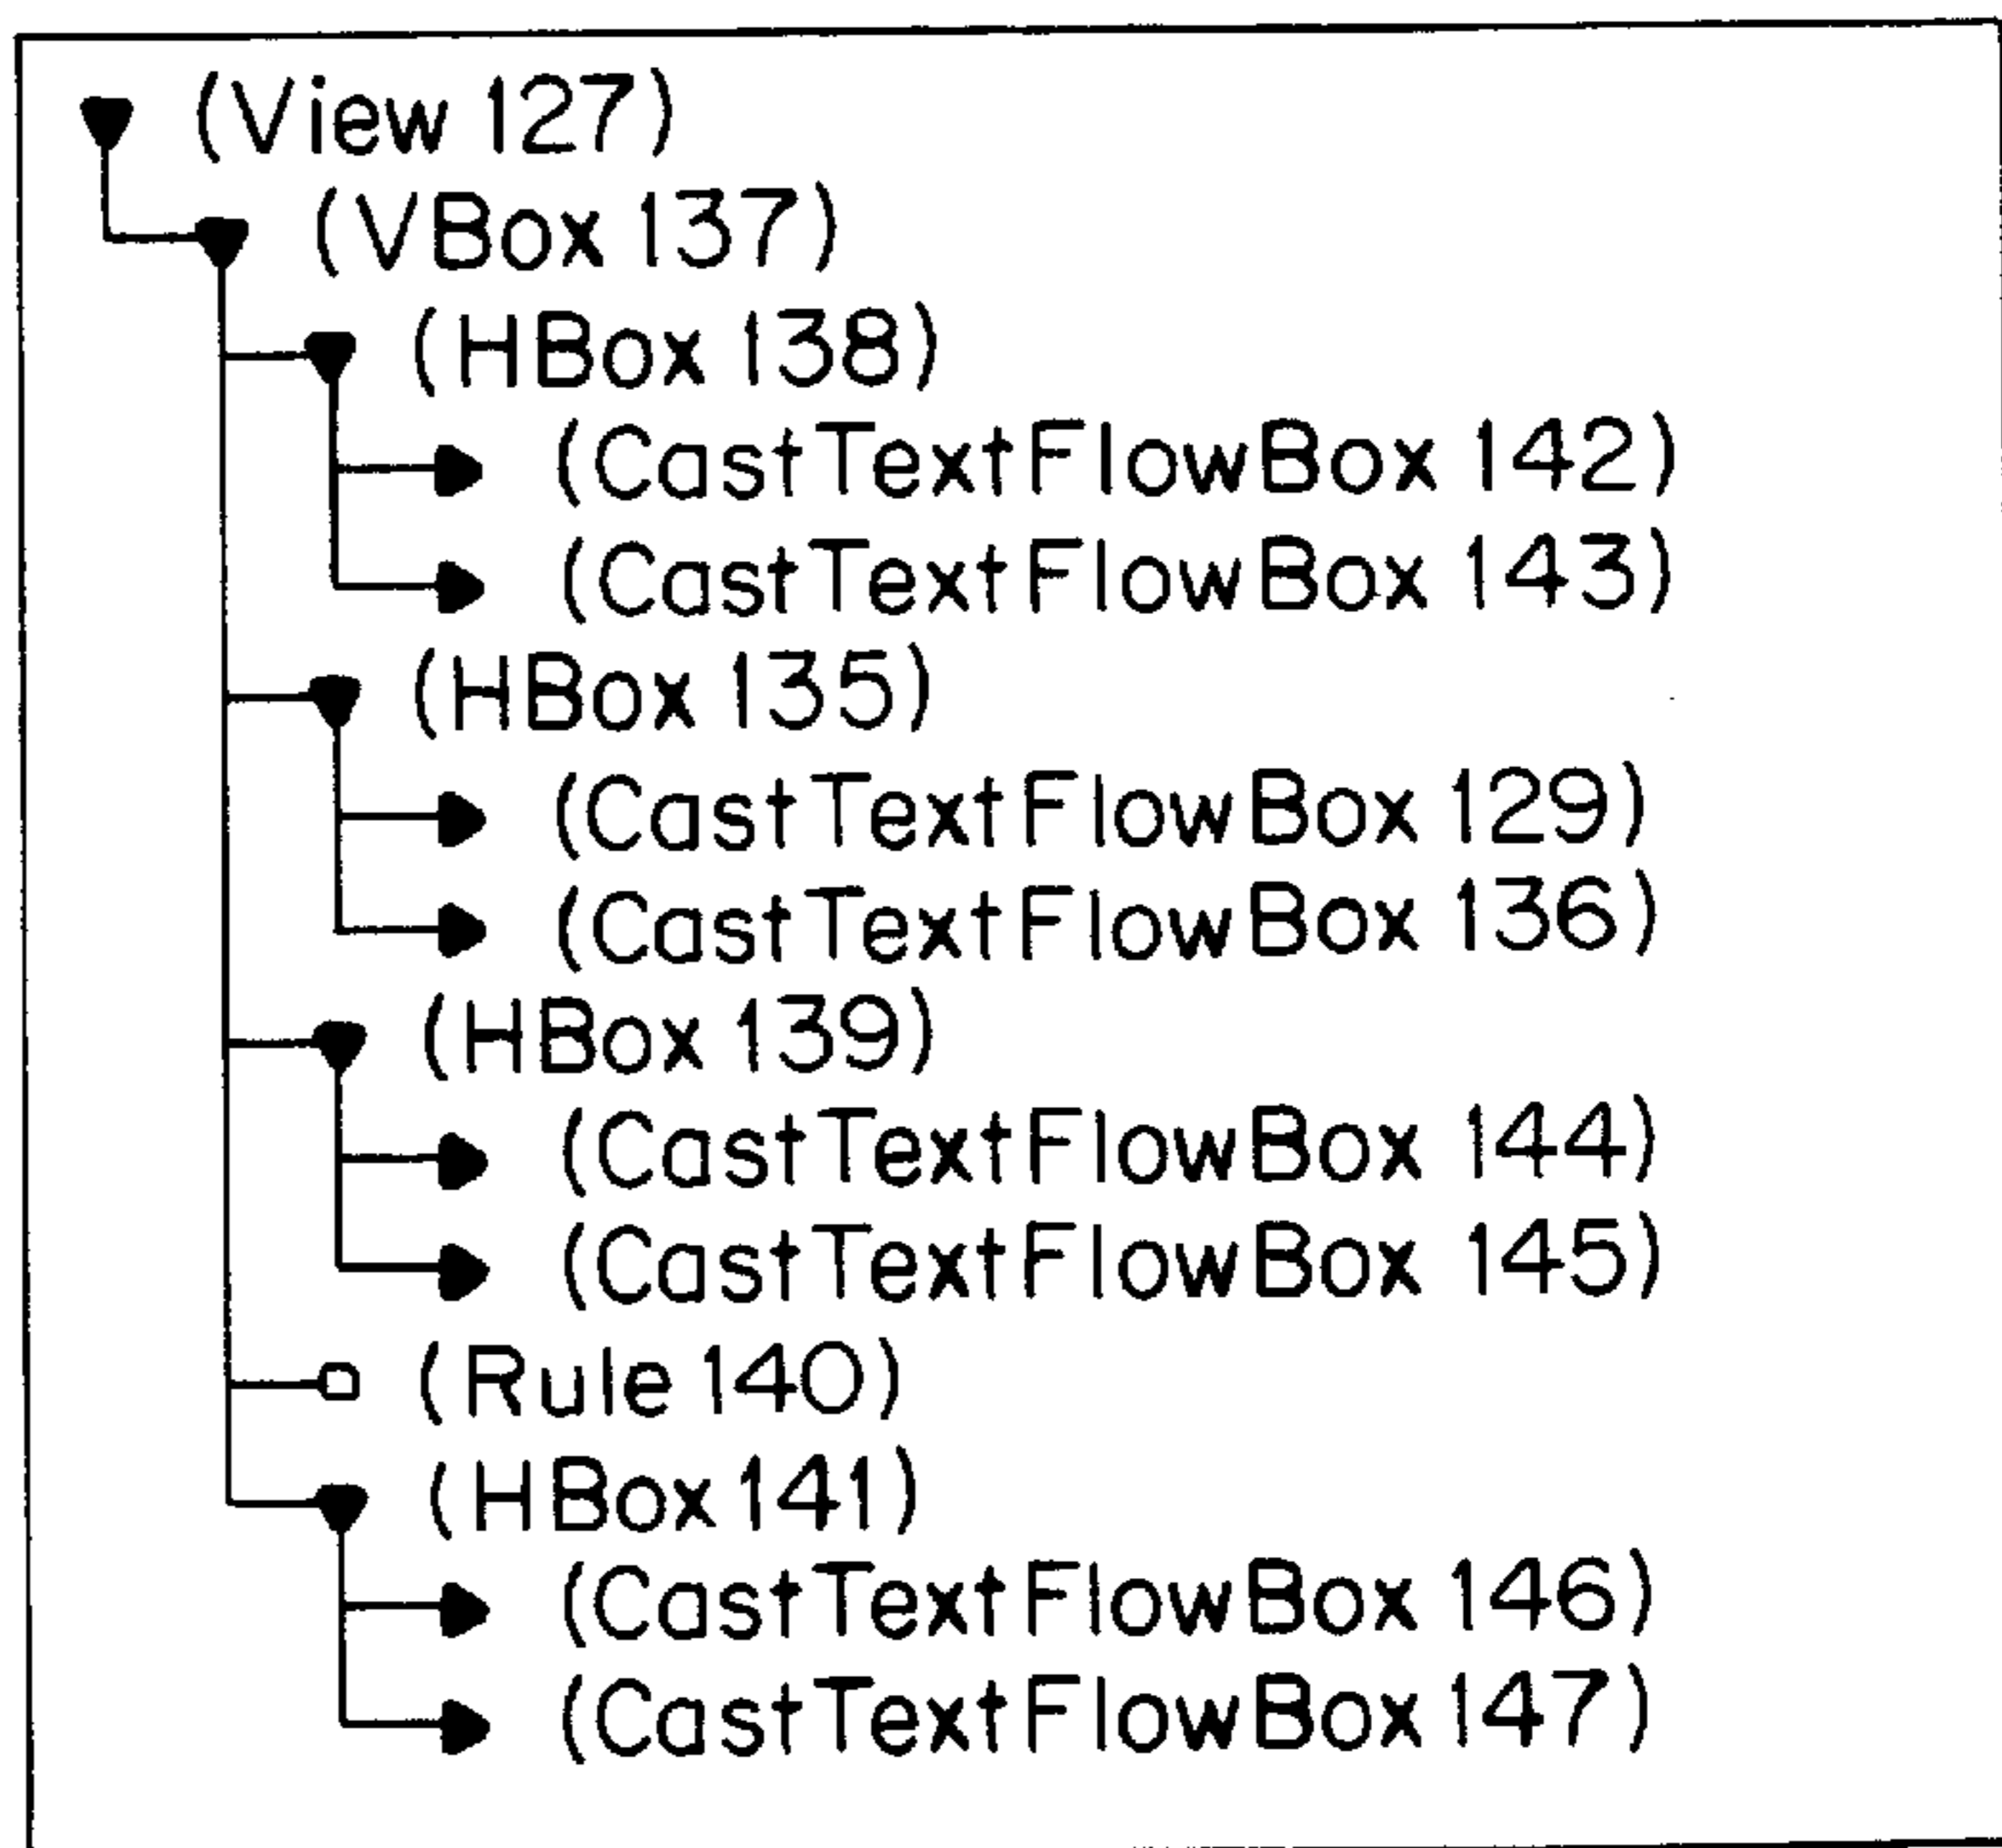 (View 127)
(VBox 137)
(HBox 138)
(CastTextFlowBox 142)
(CastTextFlowBox 143)
(HBox 135)
(CastTextFlowBox 129)
(CastTextFlowBox 136)
(HBox 139)
(CastTextFlowBox 144)
(CastTextFlowBox 145)
(Rule 140)
(HBox 141)
(CastTextFlowBox 146)
(CastTextFlowBox 147)